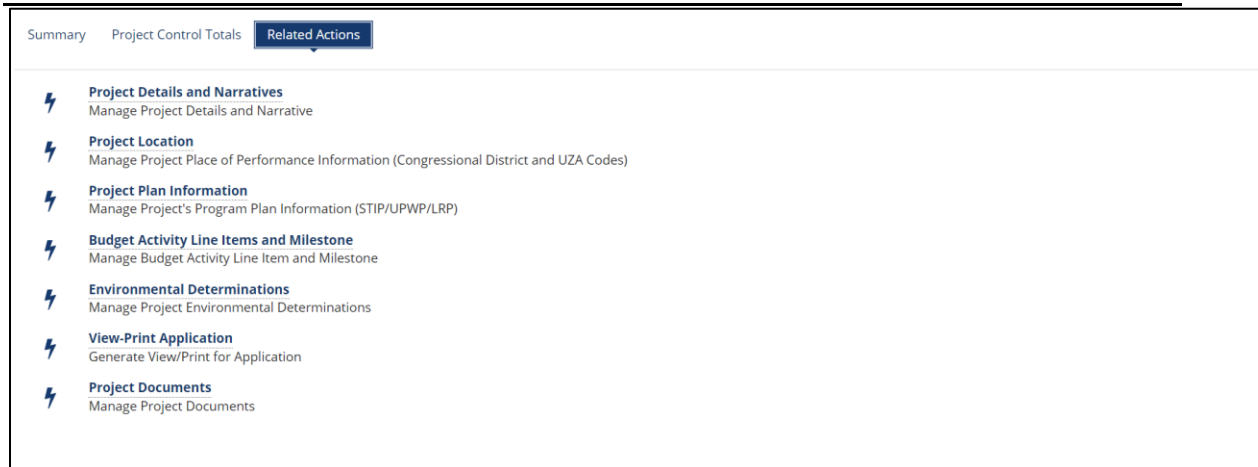 Summary Project Control Totals Related Actions
Project Details and Narratives
Manage Project Details and Narrative
Project Location
Manage Project Place of Performance Information (Congressional District and UZA Codes)
Project Plan Information
Manage Project's Program Plan Information (STIP/UPWP/LRP)
Budget Activity Line Items and Milestone
Manage Budget Activity Line Item and Milestone
Environmental Determinations
Manage Project Environmental Determinations
View-Print Application
Generate View/Print for Application
Project Documents
Manage Project Documents